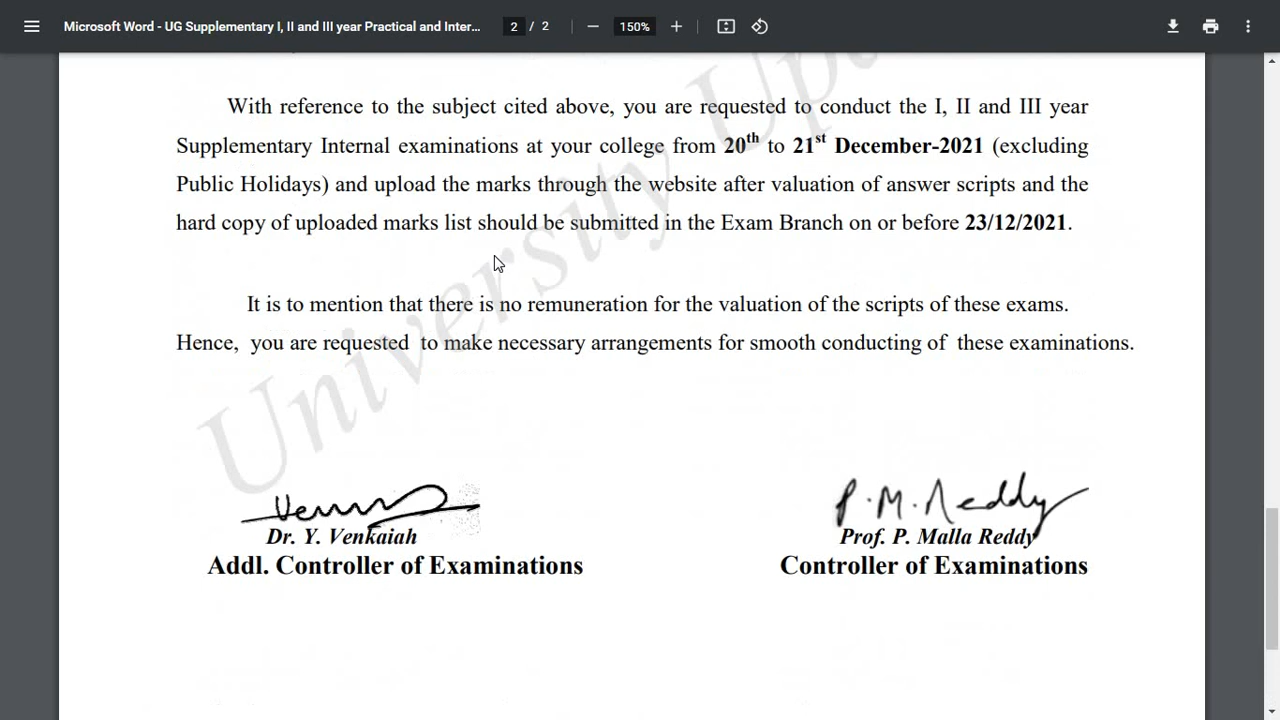 Microsoft Word - UG Supplementary I, II and III year Practical and Inter...
2 / 2
150%
With reference to the subject cited above, you are requested to conduct the I, II and III year
Supplementary Internal examinations at your college from 20th to 21st December-2021 (excluding
Public Holidays) and upload the marks through the website after valuation of answer scripts and the
hard copy of uploaded marks list should be submitted in the Exam Branch on or before 23/12/2021.
It is to mention that there is no remuneration for the valuation of the scripts of these exams.
Hence, you are requested to make necessary arrangements for smooth conducting of these examinations.
University Upda
P. M. Reddy
Dr. Y. Venkaiah
Prof. P. Malla Reddy
Addl. Controller of Examinations
Controller of Examinations